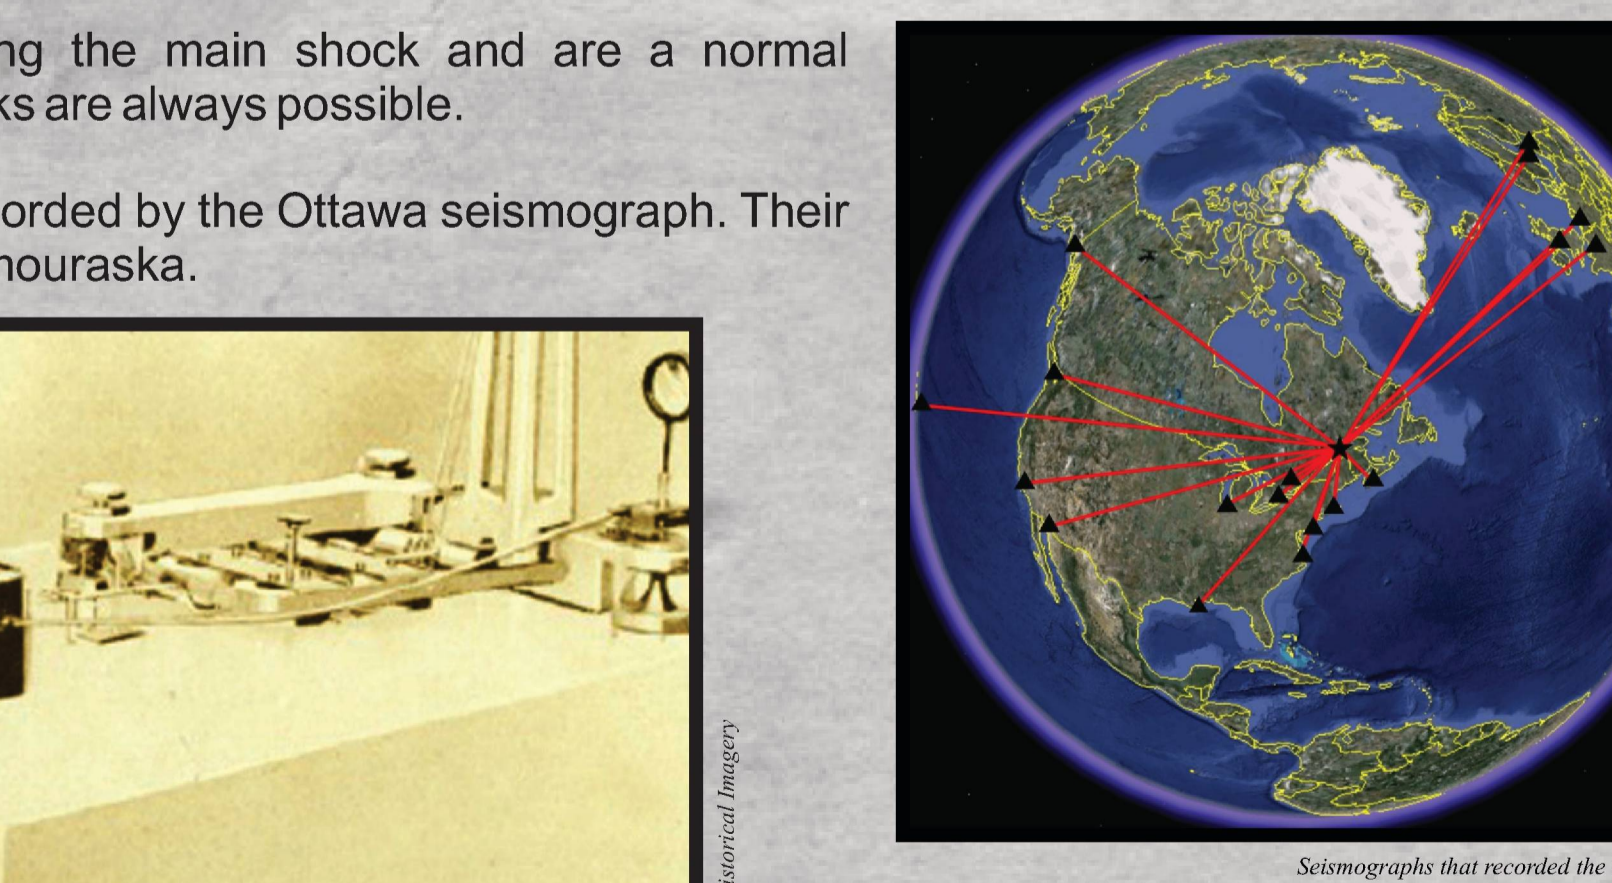 ng the main shock and are a normal
ks are always possible.
orded by the Ottawa seismograph. Their
nouraska.
istorical Imagery
Seismographs that recorded the